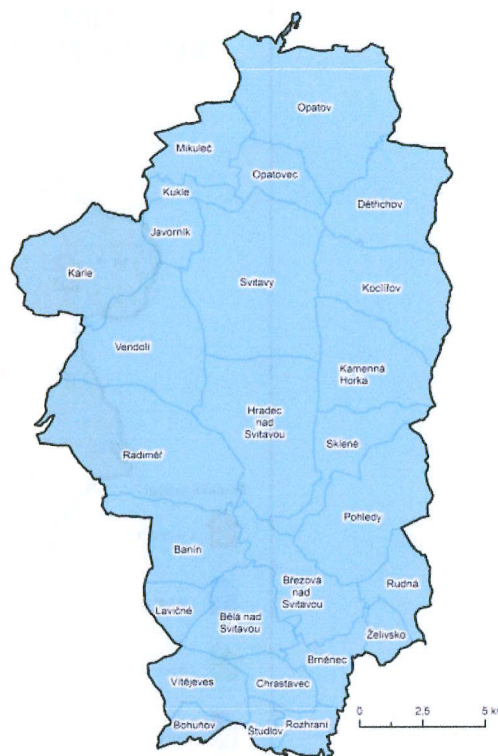 Opatov
Mikuleč
Opatovec
Kukle
Dětřichov
Javorník
Karle
Svitavy
Koclířov
Vendolí
Kamenná
Horka
Hradec
nad
Svitavou
Sklené
Radiměř
Pohledy
Banín
Březová
nad
Svitavou
Rudná
Lavičné
Bělá nad
Svitavou
Želivsko
Brněnec
Vítějeves
Chrastavec
Bohuňov
Študlov
Rozhraní
0 2,5 5